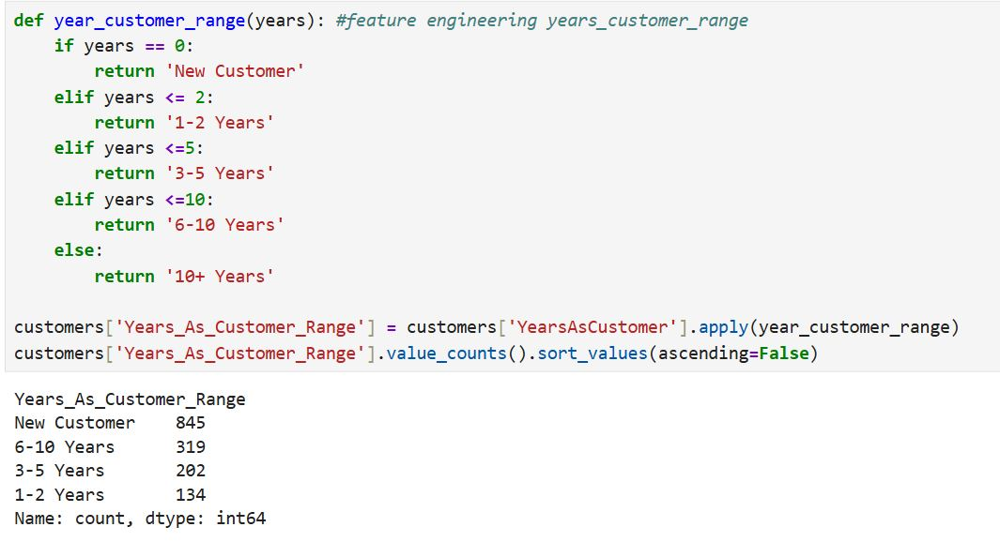 def year_customer_range(years): #feature engineering years_customer_range
    if years == 0:
        return 'New Customer'
    elif years <= 2:
        return '1-2 Years'
    elif years <=5:
        return '3-5 Years'
    elif years <=10:
        return '6-10 Years'
    else:
        return '10+ Years'

customers['Years_As_Customer_Range'] = customers['YearsAsCustomer'].apply(year_customer_range)
customers['Years_As_Customer_Range'].value_counts().sort_values(ascending=False)

Years_As_Customer_Range
New Customer    845
6-10 Years      319
3-5 Years       202
1-2 Years       134
Name: count, dtype: int64